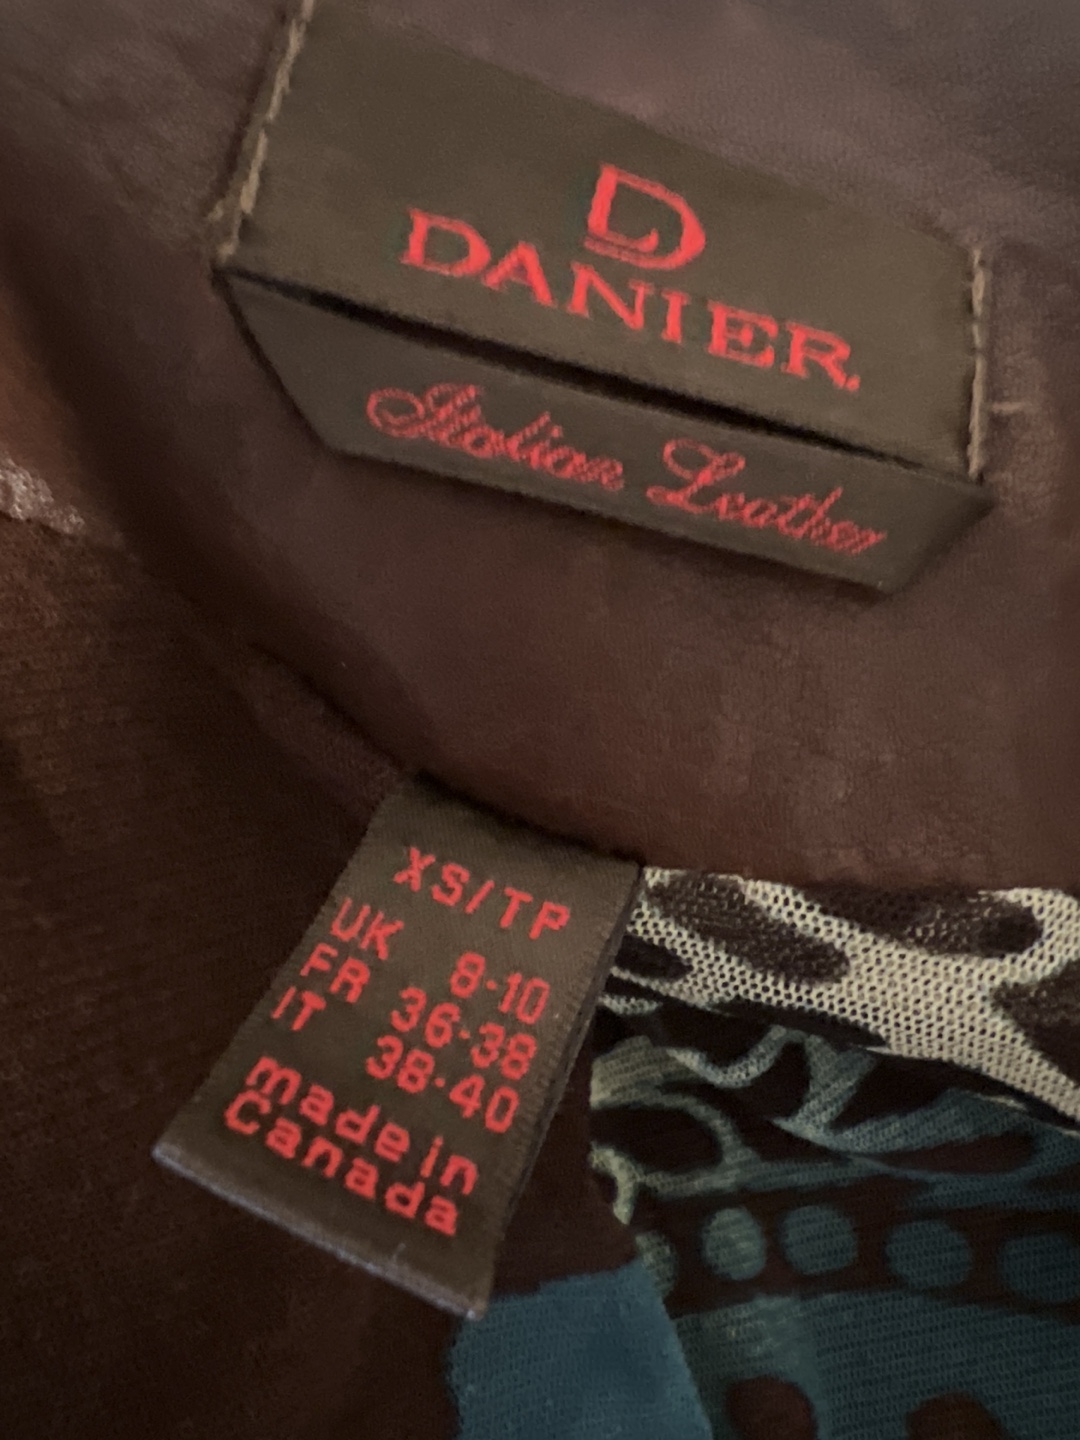 D
DANIER.
Italian Leather
XS/TP
UK 8-10
FR 36-38
IT 38-40
made in
Canada